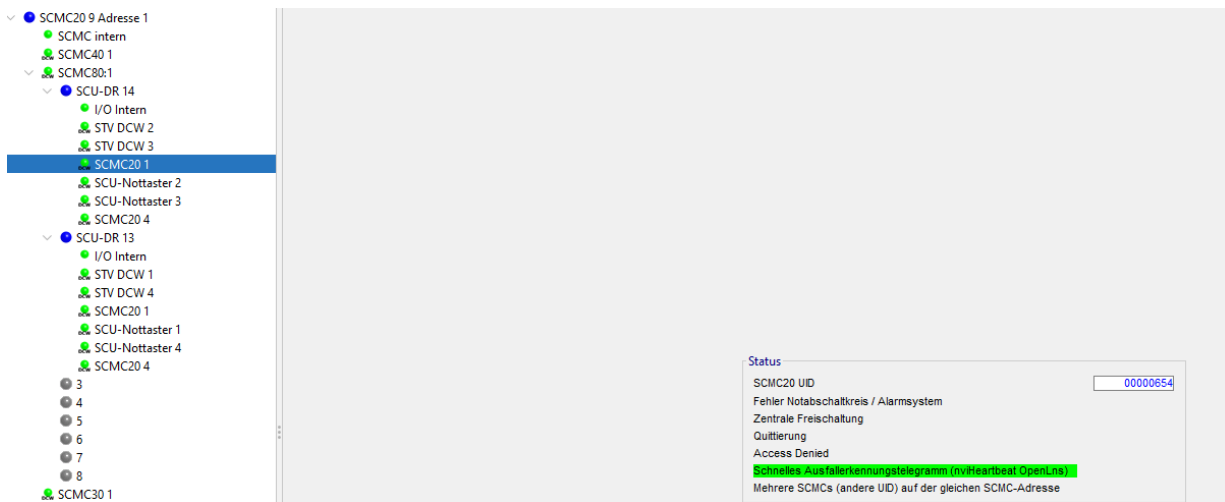 SCMC20 9 Adresse 1
SCMC intern
SCMC40 1
SCMC80:1
SCU-DR 14
I/O Intern
STV DCW 2
STV DCW 3
SCMC20 1
SCU-Nottaster 2
SCU-Nottaster 3
SCMC20 4
SCU-DR 13
I/O Intern
STV DCW 1
STV DCW 4
SCMC20 1
SCU-Nottaster 1
SCU-Nottaster 4
SCMC20 4
3
4
5
6
7
8
SCMC30 1
Status
SCMC20 UID 00000654
Fehler Notabschaltkreis / Alarmsystem
Zentrale Freischaltung
Quittierung
Access Denied
Schnelles Ausfallerkennungstelegramm (nviHeartbeat OpenLns)
Mehrere SCMCs (andere UID) auf der gleichen SCMC-Adresse